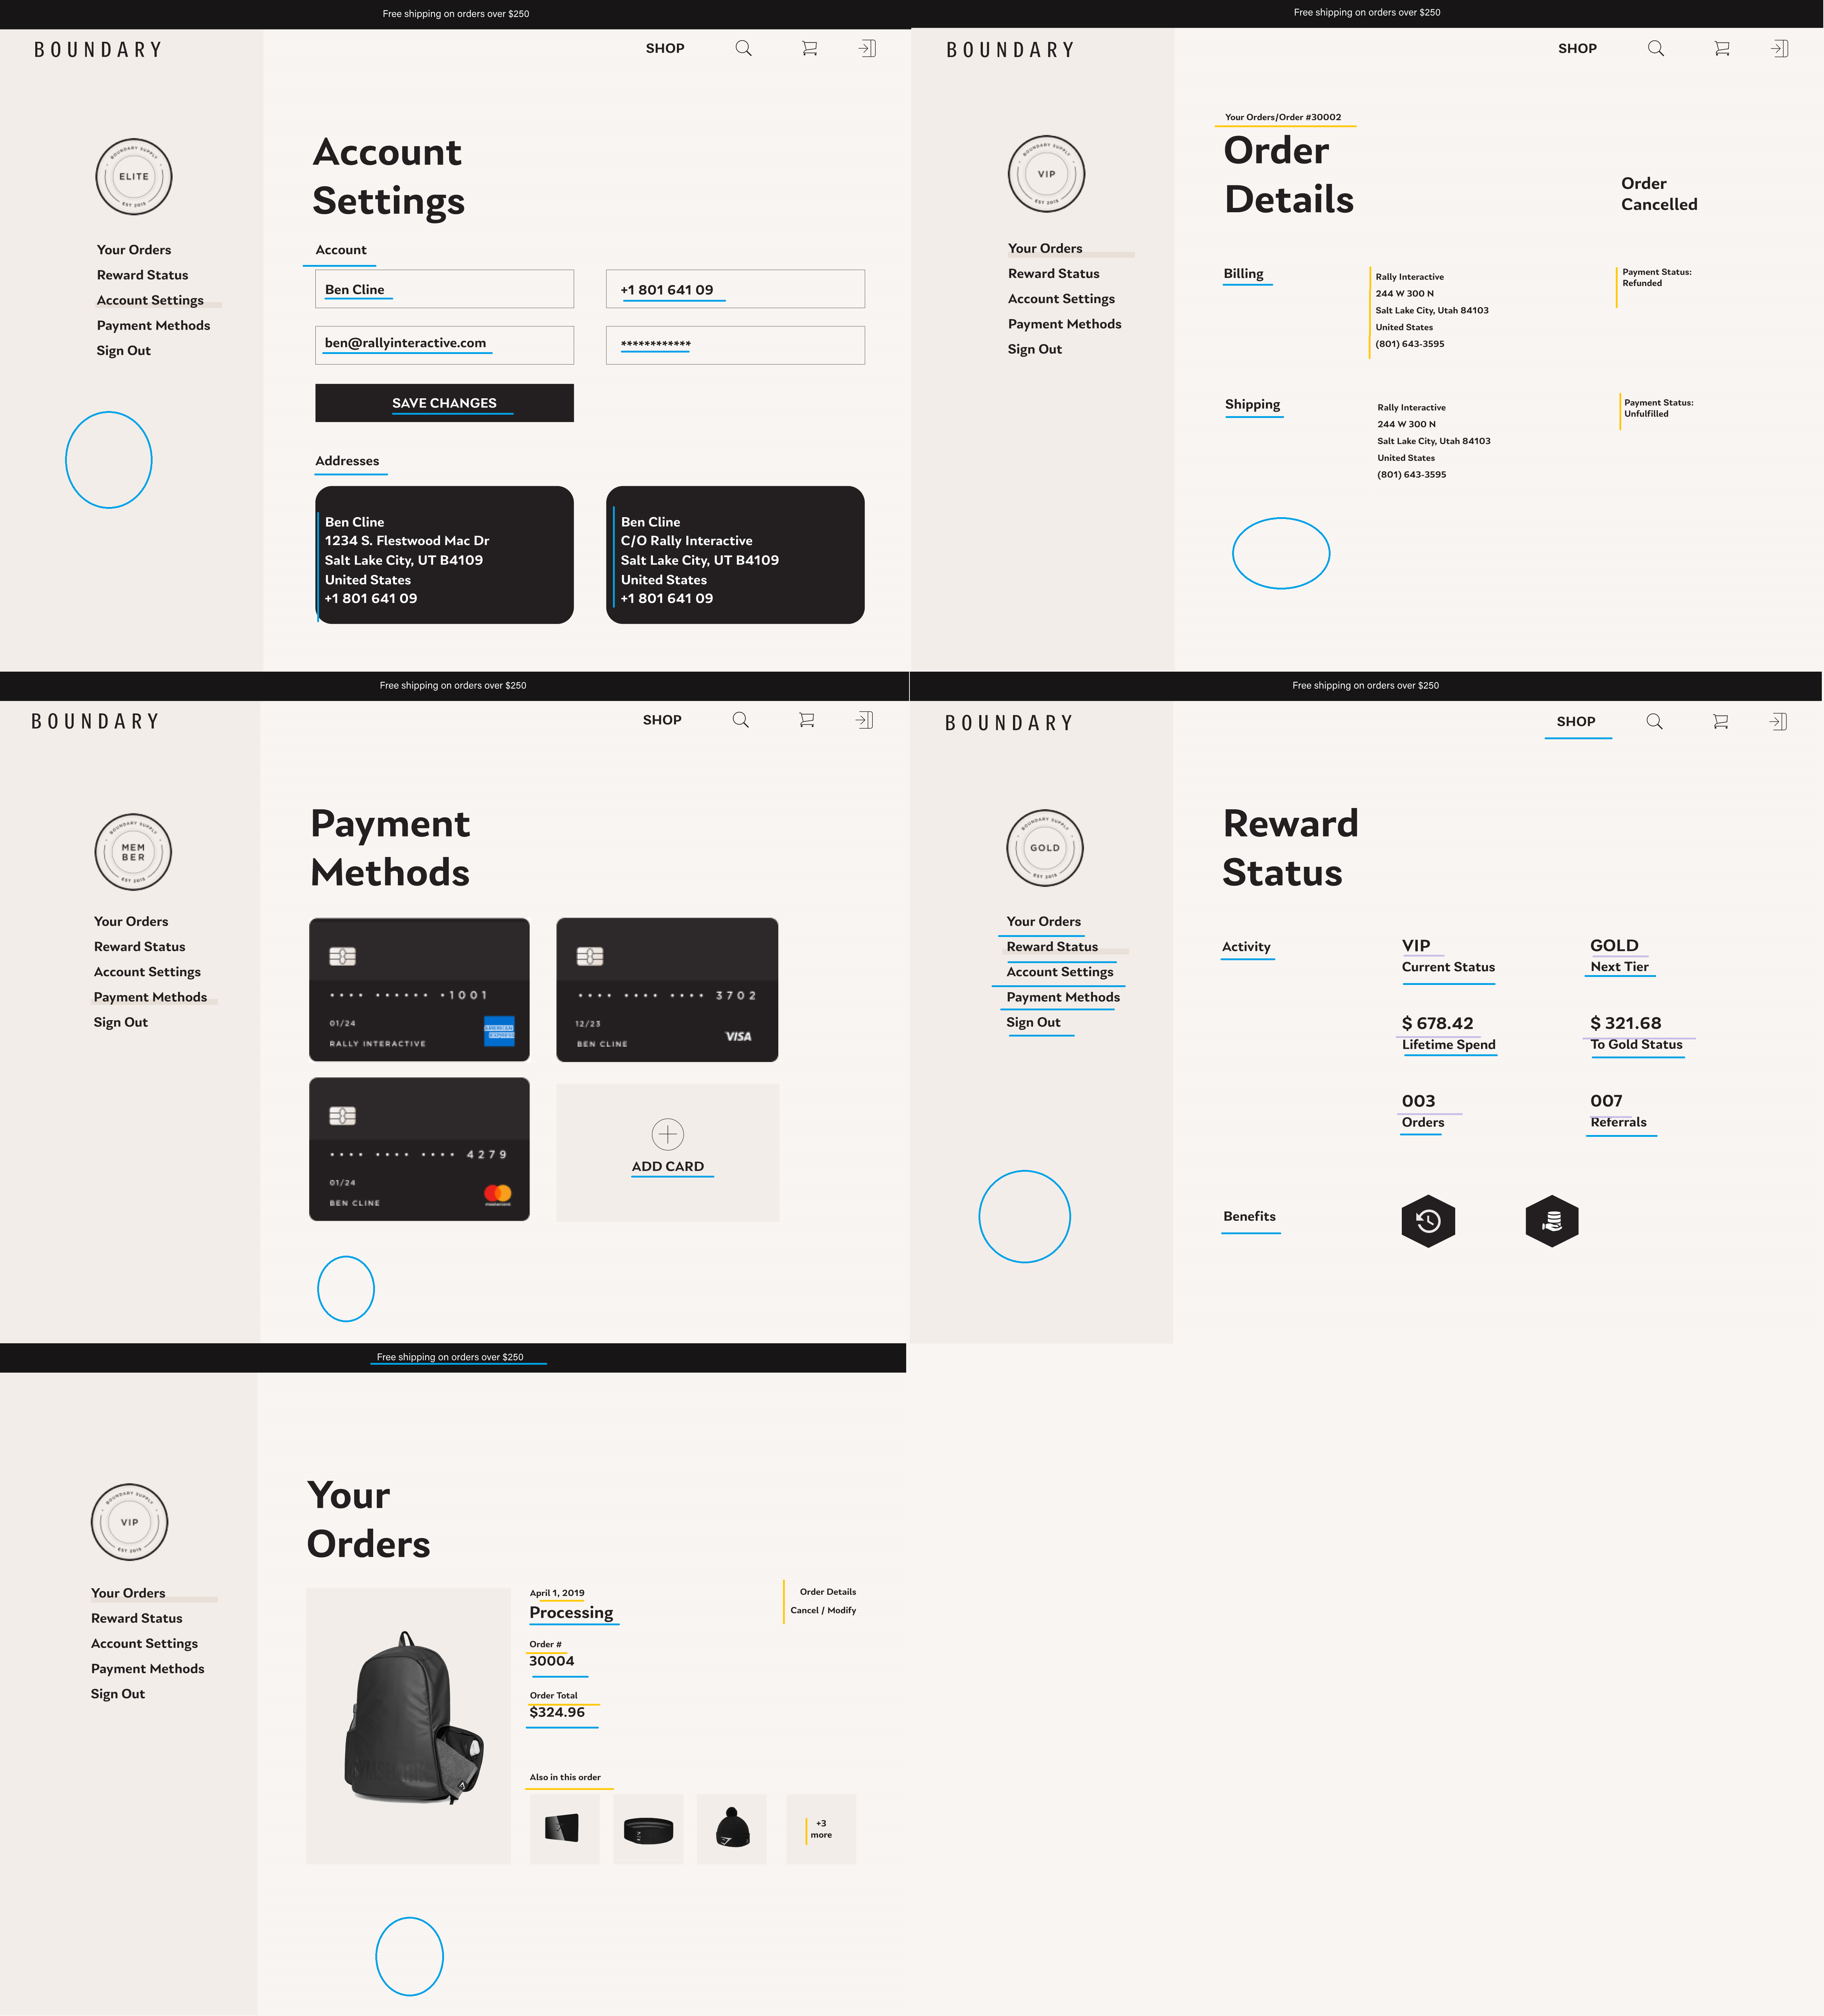 Free shipping on orders over $250
BOUNDARY
SHOP
BOUNDARY SUPPLY
ELITE
EST 2015
Your Orders
Reward Status
Account Settings
Payment Methods
Sign Out
Account
Settings
Account
Ben Cline
+1 801 641 09
ben@rallyinteractive.com
************
SAVE CHANGES
Addresses
Ben Cline
1234 S. Flestwood Mac Dr
Salt Lake City, UT B4109
United States
+1 801 641 09
Ben Cline
C/O Rally Interactive
Salt Lake City, UT B4109
United States
+1 801 641 09
Free shipping on orders over $250
BOUNDARY
SHOP
BOUNDARY SUPPLY
VIP
EST 2015
Your Orders
Reward Status
Account Settings
Payment Methods
Sign Out
Your Orders/Order #30002
Order
Details
Order
Cancelled
Billing
Rally Interactive
244 W 300 N
Salt Lake City, Utah 84103
United States
(801) 643-3595
Payment Status:
Refunded
Shipping
Rally Interactive
244 W 300 N
Salt Lake City, Utah 84103
United States
(801) 643-3595
Payment Status:
Unfulfilled
Free shipping on orders over $250
BOUNDARY
SHOP
BOUNDARY SUPPLY
MEM
BER
EST 2015
Your Orders
Reward Status
Account Settings
Payment Methods
Sign Out
Payment
Methods
•••• •••••• •1001
01/24
RALLY INTERACTIVE
AMERICAN
EXPRESS
•••• •••• •••• 3702
12/23
BEN CLINE
VISA
•••• •••• •••• 4279
01/24
BEN CLINE
mastercard
ADD CARD
Free shipping on orders over $250
BOUNDARY
SHOP
BOUNDARY SUPPLY
GOLD
EST 2015
Your Orders
Reward Status
Account Settings
Payment Methods
Sign Out
Reward
Status
Activity
VIP
Current Status
GOLD
Next Tier
$ 678.42
Lifetime Spend
$ 321.68
To Gold Status
003
Orders
007
Referrals
Benefits
Free shipping on orders over $250
BOUNDARY SUPPLY
VIP
EST 2015
Your Orders
Reward Status
Account Settings
Payment Methods
Sign Out
Your
Orders
April 1, 2019
Processing
Order #
30004
Order Total
$324.96
Order Details
Cancel / Modify
Also in this order
+3
more